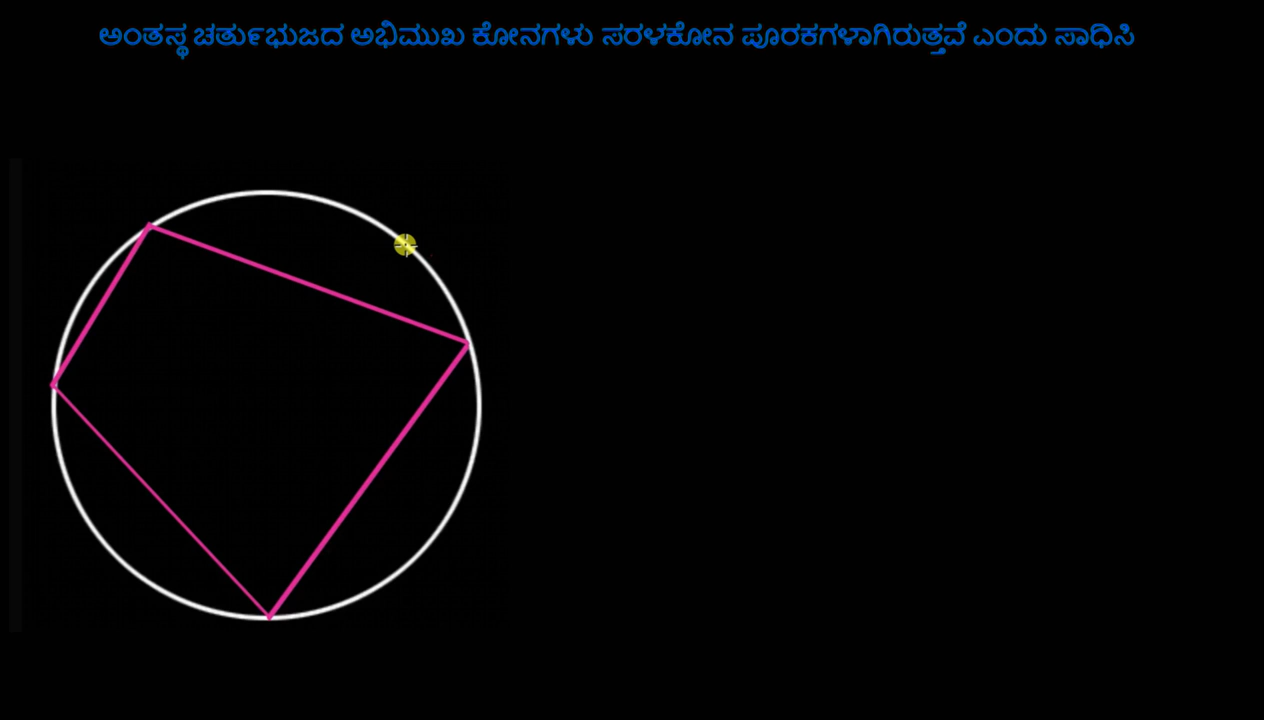 ಅಂತಸ್ಥ ಚತುರ್ಭುಜದ ಅಭಿಮುಖ ಕೋನಗಳು ಸರಳಕೋನ ಪೂರಕಗಳಾಗಿರುತ್ತವೆ ಎಂದು ಸಾಧಿಸಿ